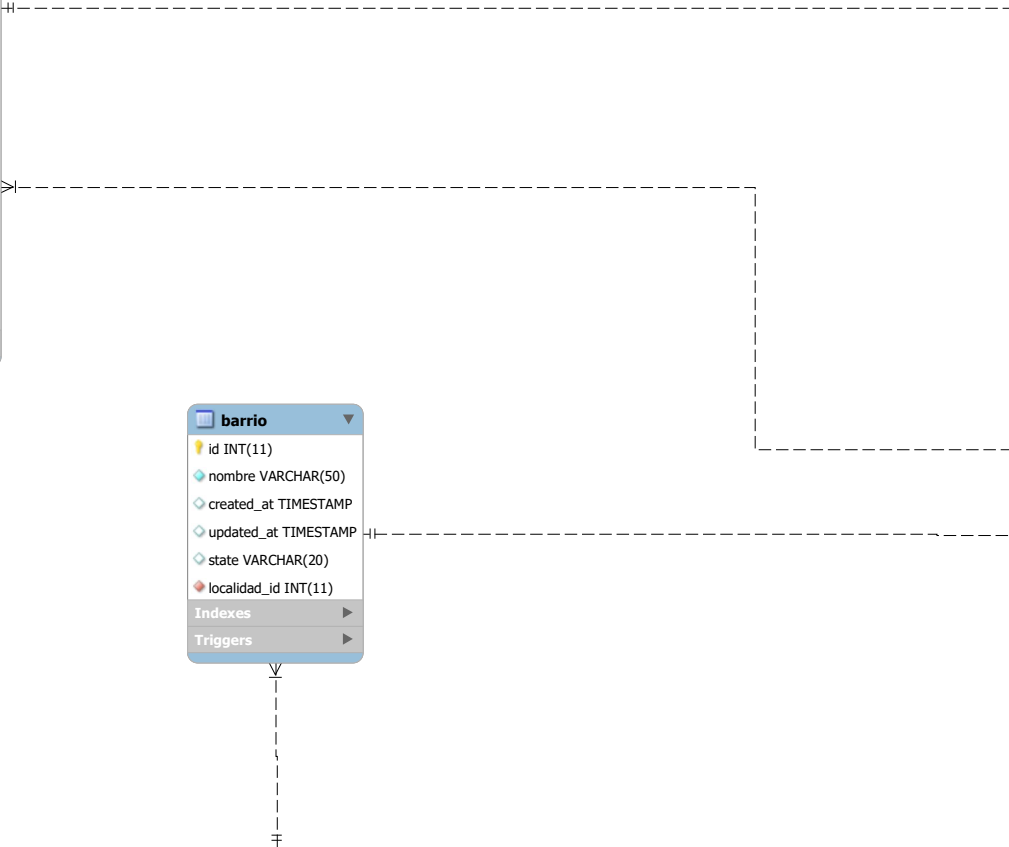 barrio
id INT(11)
nombre VARCHAR(50)
created_at TIMESTAMP
updated_at TIMESTAMP
state VARCHAR(20)
localidad_id INT(11)
Indexes
Triggers